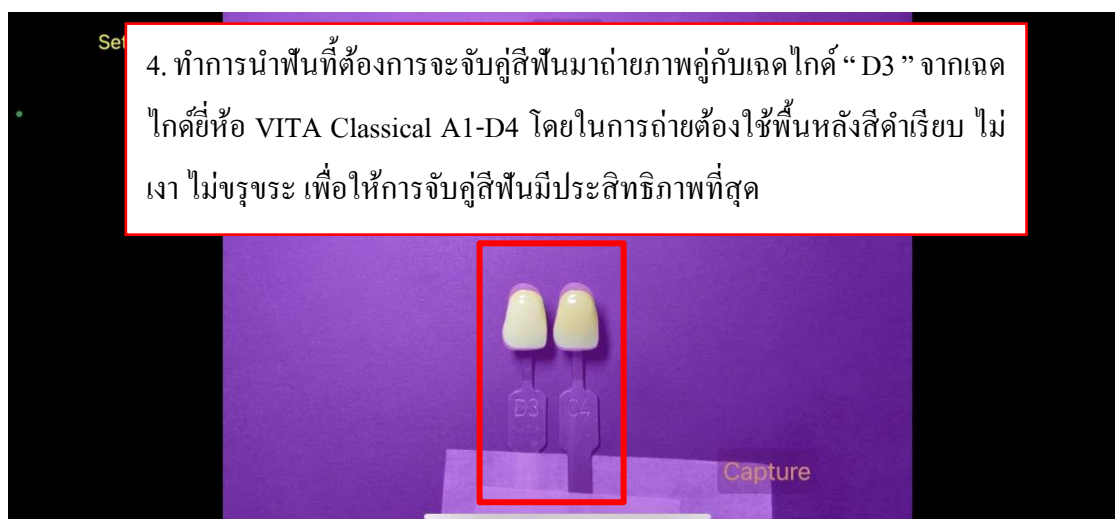 Set
4. ทำการนำฟันที่ต้องการจะจับคู่สีฟันมาถ่ายภาพคู่กับเฉดไกด์ “ D3 ” จากเฉด
ไกด์ยี่ห้อ VITA Classical A1-D4 โดยในการถ่ายต้องใช้พื้นหลังสีดำเรียบ ไม่
เงา ไม่ขรุขระ เพื่อให้การจับคู่สีฟันมีประสิทธิภาพที่สุด
D3 C4
Capture